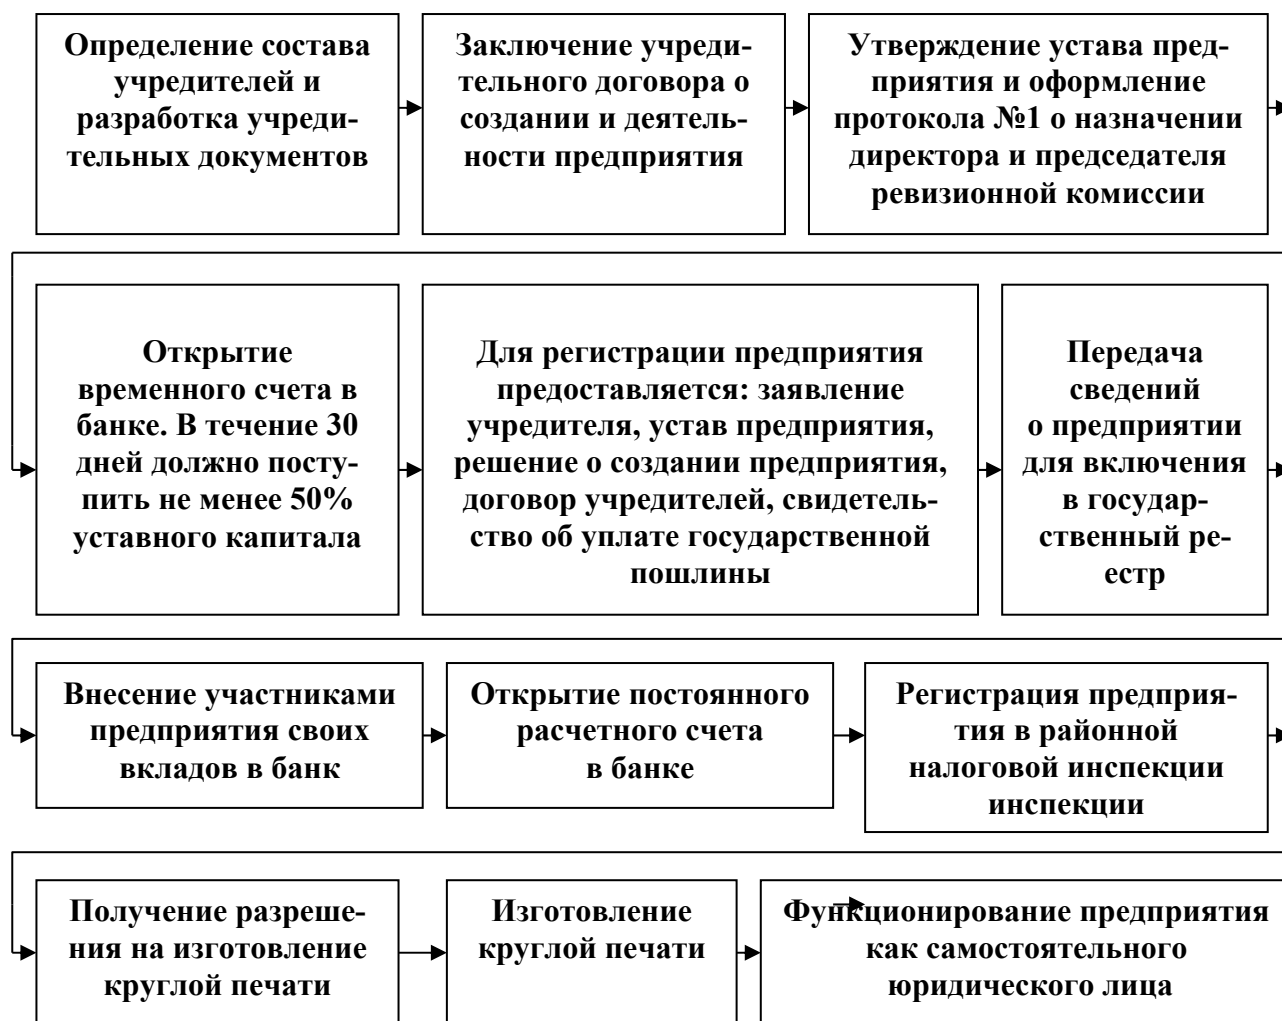 Определение состава
учредителей и
разработка учреди-
тельных документов
Заключение учреди-
тельного договора о
создании и деятель-
ности предприятия
Утверждение устава пред-
приятия и оформление
протокола №1 о назначении
директора и председателя
ревизионной комиссии
Открытие
временного счета в
банке. В течение 30
дней должно посту-
пить не менее 50%
уставного капитала
Для регистрации предприятия
предоставляется: заявление
учредителя, устав предприятия,
решение о создании предприятия,
договор учредителей, свидетель-
ство об уплате государственной
пошлины
Передача
сведений
о предприятии
для включения
в государ-
ственный ре-
естр
Внесение участниками
предприятия своих
вкладов в банк
Открытие постоянного
расчетного счета
в банке
Регистрация предприя-
тия в районной
налоговой инспекции
инспекции
Получение разреше-
ния на изготовление
круглой печати
Изготовление
круглой печати
Функционирование предприятия
как самостоятельного
юридического лица